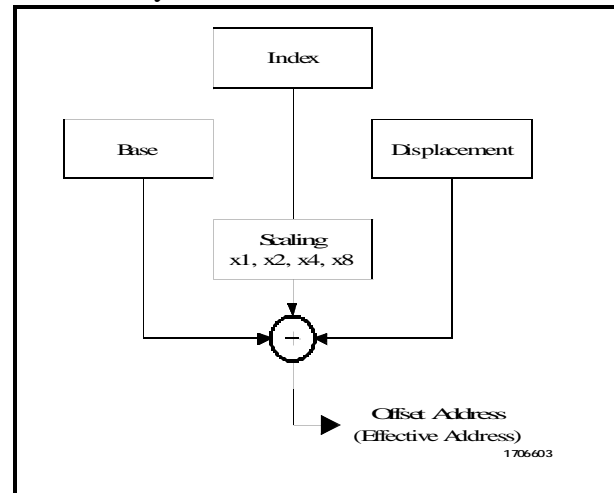 Index
Base
Displacement
Scaling
x1, x2, x4, x8
+
Offset Address
(Effective Address)
1706603